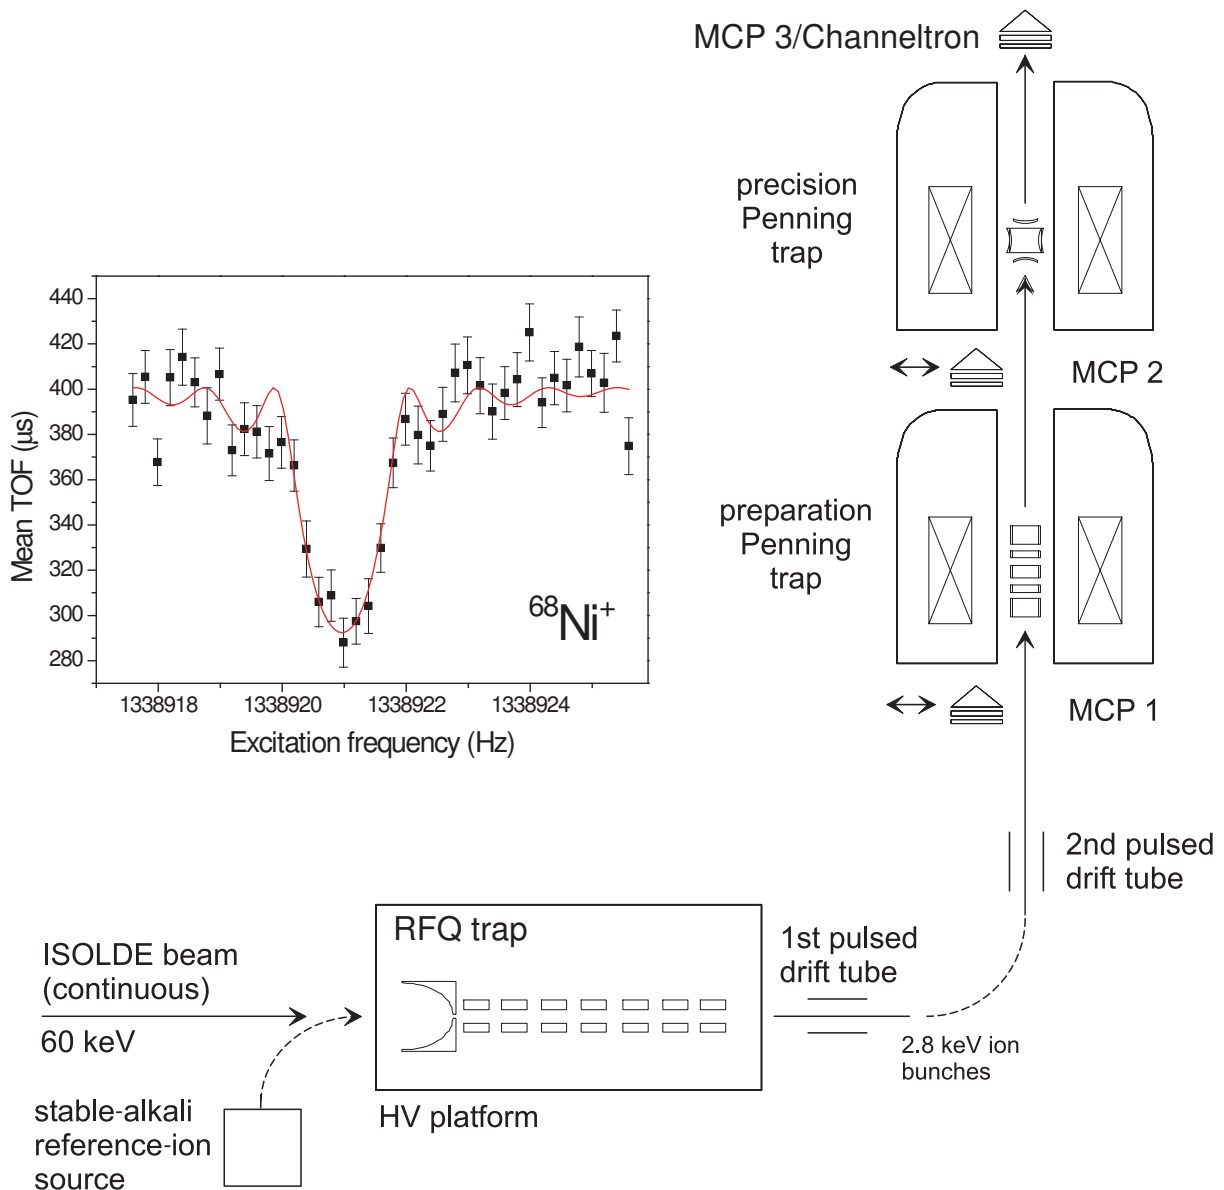 MCP 3/Channeltron
precision
Penning
trap
MCP 2
preparation
Penning
trap
MCP 1
440
420
400
380
360
340
320
300
280
Mean TOF (µs)
68Ni+
1338918 1338920 1338922 1338924
Excitation frequency (Hz)
2nd pulsed
drift tube
RFQ trap
1st pulsed
drift tube
ISOLDE beam
(continuous)
60 keV
2.8 keV ion
bunches
HV platform
stable-alkali
reference-ion
source